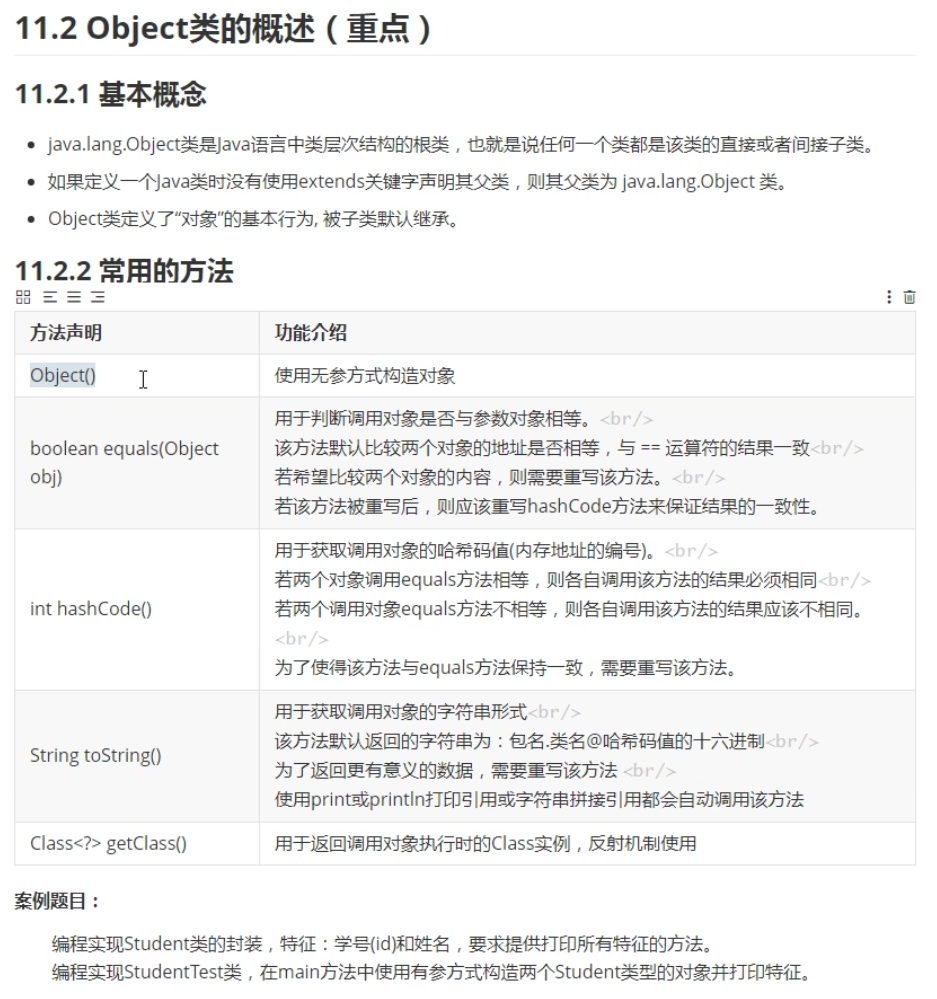 11.2 Object类的概述（重点）
11.2.1 基本概念
java.lang.Object类是Java语言中类层次结构的根类，也就是说任何一个类都是该类的直接或者间接子类。
如果定义一个Java类时没有使用extends关键字声明其父类，则其父类为 java.lang.Object 类。
Object类定义了“对象”的基本行为, 被子类默认继承。
11.2.2 常用的方法
方法声明 功能介绍
Object() 使用无参方式构造对象
boolean equals(Object
obj)
用于判断调用对象是否与参数对象相等。<br/>
该方法默认比较两个对象的地址是否相等，与 == 运算符的结果一致<br/>
若希望比较两个对象的内容，则需要重写该方法。<br/>
若该方法被重写后，则应该重写hashCode方法来保证结果的一致性。
int hashCode()
用于获取调用对象的哈希码值(内存地址的编号)。<br/>
若两个对象调用equals方法相等，则各自调用该方法的结果必须相同<br/>
若两个调用对象equals方法不相等，则各自调用该方法的结果应该不相同。
<br/>
为了使得该方法与equals方法保持一致，需要重写该方法。
String toString()
用于获取调用对象的字符串形式<br/>
该方法默认返回的字符串为：包名.类名@哈希码值的十六进制<br/>
为了返回更有意义的数据，需要重写该方法 <br/>
使用print或println打印引用或字符串拼接引用都会自动调用该方法
Class<?> getClass() 用于返回调用对象执行时的Class实例，反射机制使用
案例题目：
编程实现Student类的封装，特征：学号(id)和姓名，要求提供打印所有特征的方法。
编程实现StudentTest类，在main方法中使用有参方式构造两个Student类型的对象并打印特征。